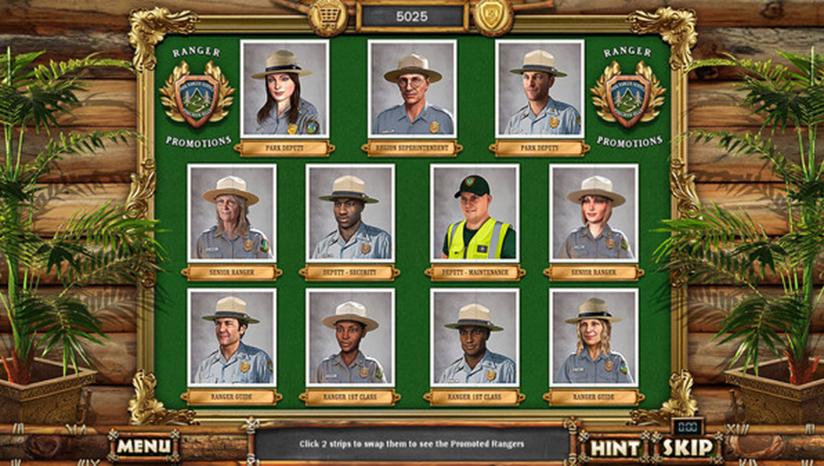 5025
RANGER
PROMOTIONS
RANGER
PROMOTIONS
PARK DEPUTY
REGION SUPERINTENDENT
PARK DEPUTY
SENIOR RANGER
DEPUTY - SECURITY
DEPUTY - MAINTENANCE
SENIOR RANGER
RANGER GUIDE
RANGER 1ST CLASS
RANGER 1ST CLASS
RANGER GUIDE
0:00
MENU
Click 2 strips to swap them to see the Promoted Rangers
HINT
SKIP